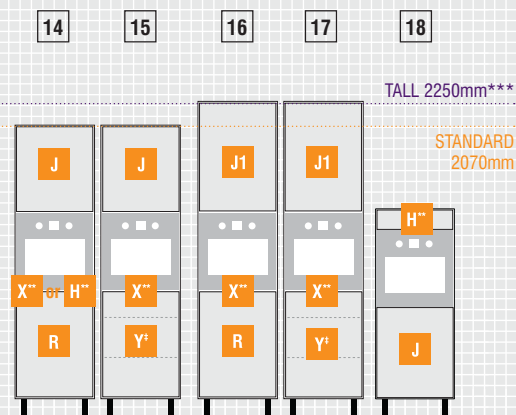 14 15 16 17 18
TALL 2250mm***
STANDARD
2070mm
J J J1 J1
H**
X** or H** X** X** X**
R Y‡ R Y‡ J